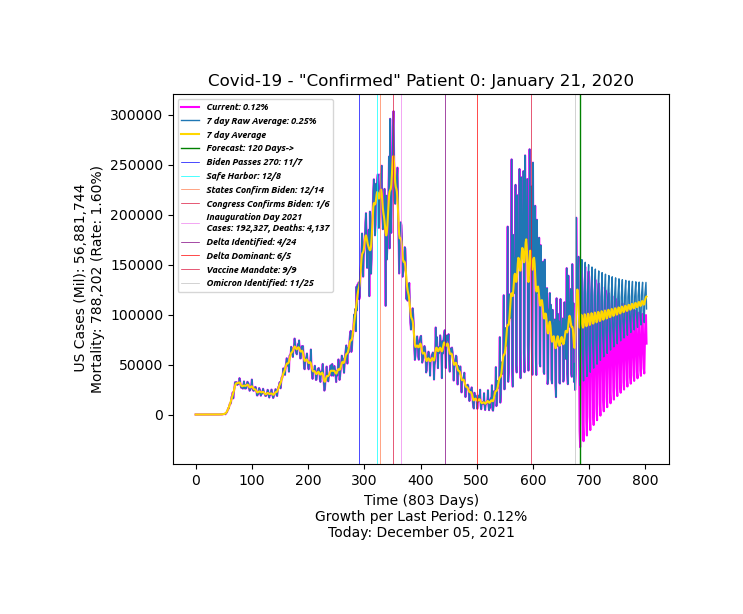 Covid-19 - "Confirmed" Patient 0: January 21, 2020
US Cases (Mil): 56,881,744
Mortality: 788,202 (Rate: 1.60%)
300000
250000
200000
150000
100000
50000
0
Current: 0.12%
7 day Raw Average: 0.25%
7 day Average
Forecast: 120 Days->
Biden Passes 270: 11/7
Safe Harbor: 12/8
States Confirm Biden: 12/14
Congress Confirms Biden: 1/6
Inauguration Day 2021
Cases: 192,327, Deaths: 4,137
Delta Identified: 4/24
Delta Dominant: 6/5
Vaccine Mandate: 9/9
Omicron Identified: 11/25
0 100 200 300 400 500 600 700 800
Time (803 Days)
Growth per Last Period: 0.12%
Today: December 05, 2021